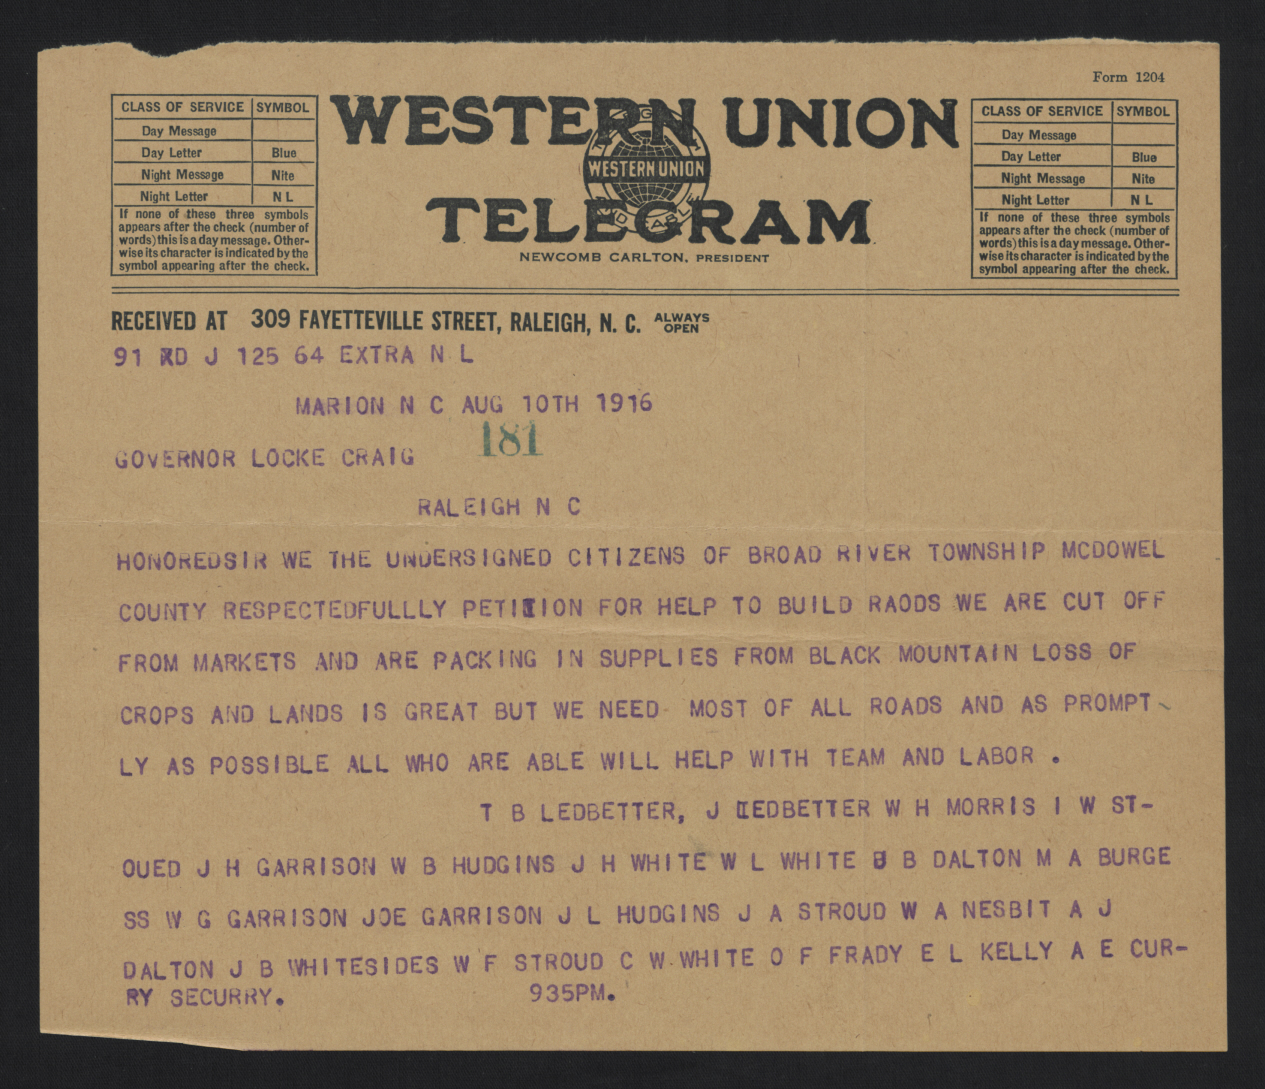 Form 1204
CLASS OF SERVICE SYMBOL
Day Message
Day Letter Blue
Night Message Nite
Night Letter N L
If none of these three symbols
appears after the check (number of
words) this is a day message. Other-
wise its character is indicated by the
symbol appearing after the check.
WESTERN UNION
WESTERN UNION
TELEGRAM
NEWCOMB CARLTON, PRESIDENT
CLASS OF SERVICE SYMBOL
Day Message
Day Letter Blue
Night Message Nite
Night Letter N L
If none of these three symbols
appears after the check (number of
words) this is a day message. Other-
wise its character is indicated by the
symbol appearing after the check.
RECEIVED AT 309 FAYETTEVILLE STREET, RALEIGH, N. C. ALWAYS OPEN
91 RD J 125 64 EXTRA N L
MARION N C AUG 10TH 1916
181
GOVERNOR LOCKE CRAIG
RALEIGH N C
HONOREDSIR WE THE UNDERSIGNED CITIZENS OF BROAD RIVER TOWNSHIP MCDOWEL
COUNTY RESPECTEDFULLLY PETITION FOR HELP TO BUILD RAODS WE ARE CUT OFF
FROM MARKETS AND ARE PACKING IN SUPPLIES FROM BLACK MOUNTAIN LOSS OF
CROPS AND LANDS IS GREAT BUT WE NEED MOST OF ALL ROADS AND AS PROMPT
LY AS POSSIBLE ALL WHO ARE ABLE WILL HELP WITH TEAM AND LABOR .
T B LEDBETTER, J LEDBETTER W H MORRIS I W ST-
OUED J H GARRISON W B HUDGINS J H WHITE W L WHITE B DALTON M A BURGE
SS W G GARRISON JOE GARRISON J L HUDGINS J A STROUD W A NESBIT A J
DALTON J B WHITESIDES W F STROUD C W WHITE O F FRADY E L KELLY A E CUR-
RY SECURRY. 935PM.